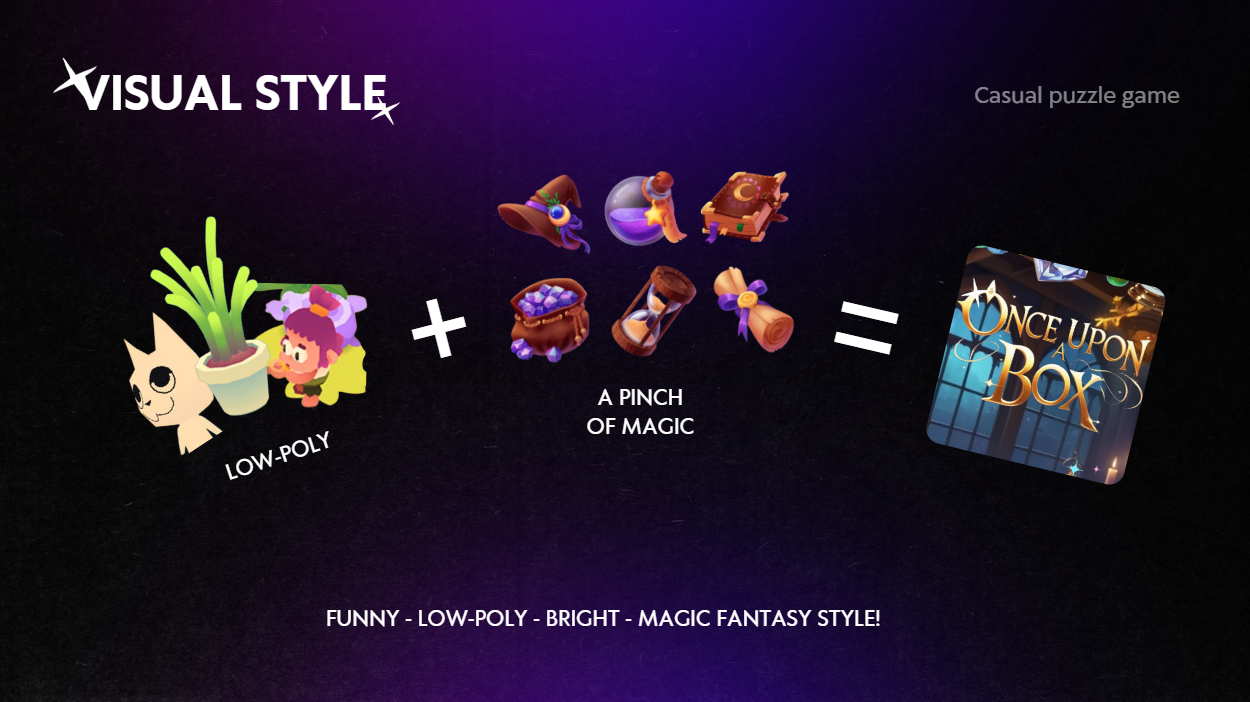 VISUAL STYLE
Casual puzzle game
LOW-POLY
+
A PINCH
OF MAGIC
=
ONCE UPON
A
BOX
FUNNY - LOW-POLY - BRIGHT - MAGIC FANTASY STYLE!